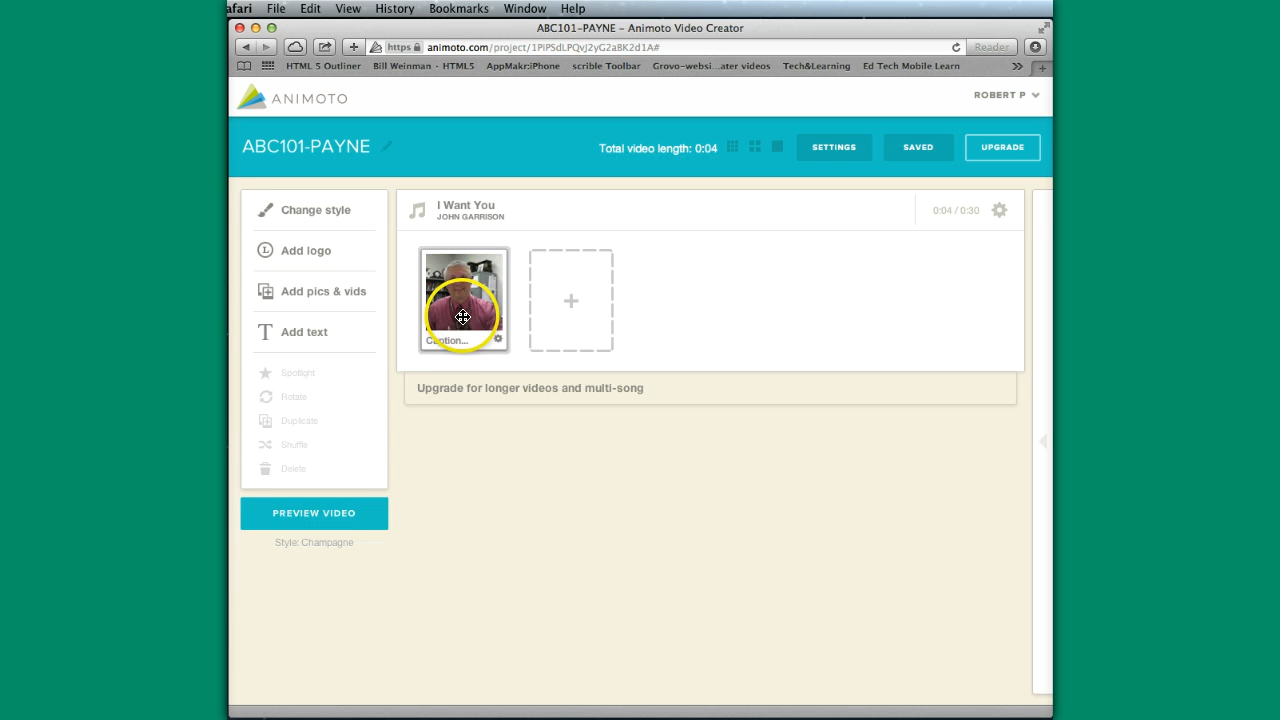 afari File Edit View History Bookmarks Window Help
ABC101-PAYNE – Animoto Video Creator
https animoto.com/project/1PiPSdLPQvJ2yG2aBK2d1A# Reader
HTML 5 Outliner Bill Weinman · HTML5 AppMakr:iPhone scrible Toolbar Grovo-websi...ater videos Tech&Learning Ed Tech Mobile Learn >>
ANIMOTO ROBERT P
ABC101-PAYNE Total video length: 0:04 SETTINGS SAVED UPGRADE
Change style
Add logo
Add pics & vids
Add text
Spotlight
Rotate
Duplicate
Shuffle
Delete
PREVIEW VIDEO
Style: Champagne
I Want You
JOHN GARRISON
0:04 / 0:30
Caption...
Upgrade for longer videos and multi-song